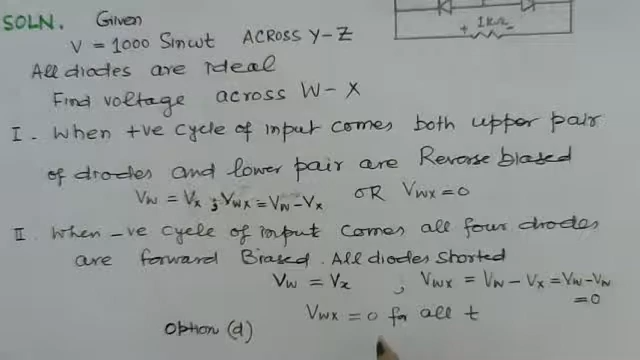 SOLN. Given
V = 1000 Sinωt ACROSS Y-Z
All diodes are ideal
Find voltage across W-X
I. When +ve cycle of input comes both upper pair
of diodes and lower pair are Reverse biased
Vw = Vx ; Vwx = Vw - Vx OR Vwx = 0
II. When -ve cycle of input comes all four diodes
are forward Biased. All diodes shorted
Vw = Vx , Vwx = Vw - Vx = Vw - Vw
= 0
Vwx = 0 for all t
Option (d)
1kΩ
+ -